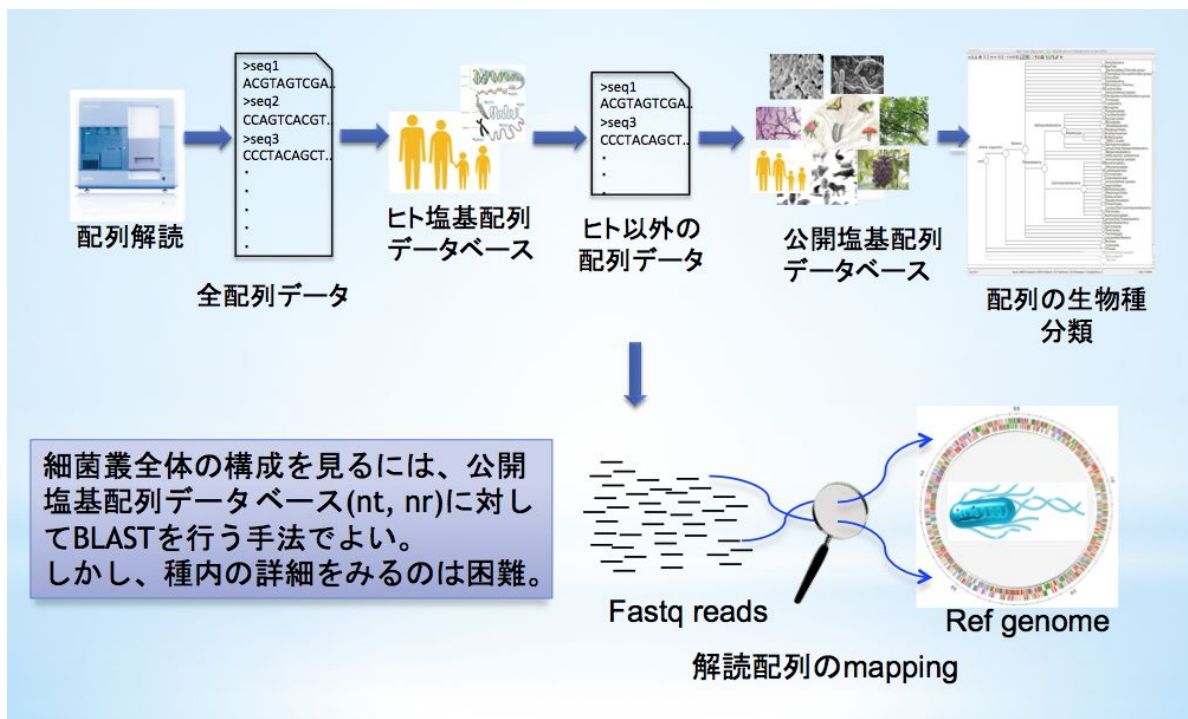 >seq1
ACGTAGTCGA..
>seq2
CCAGTCACGT..
>seq3
CCCTACAGCT..
.
.
.
.
.
配列解読
全配列データ
ヒト塩基配列
データベース
>seq1
ACGTAGTCGA..
>seq3
CCCTACAGCT..
.
.
.
ヒト以外の
配列データ
公開塩基配列
データベース
配列の生物種
分類
細菌叢全体の構成を見るには、公開
塩基配列データベース(nt, nr)に対し
てBLASTを行う手法でよい。
しかし、種内の詳細をみるのは困難。
Fastq reads
Ref genome
解読配列のmapping